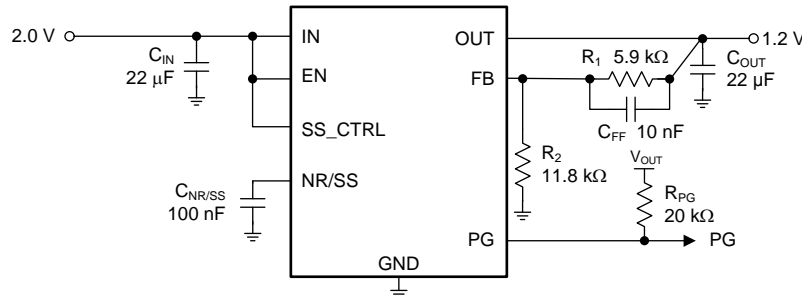 2.0 V
C_IN
22 μF
IN
EN
SS_CTRL
NR/SS
C_NR/SS
100 nF
GND
OUT
FB
PG
R_1 5.9 kΩ
C_FF 10 nF
1.2 V
C_OUT
22 μF
R_2
11.8 kΩ
V_OUT
R_PG
20 kΩ
PG